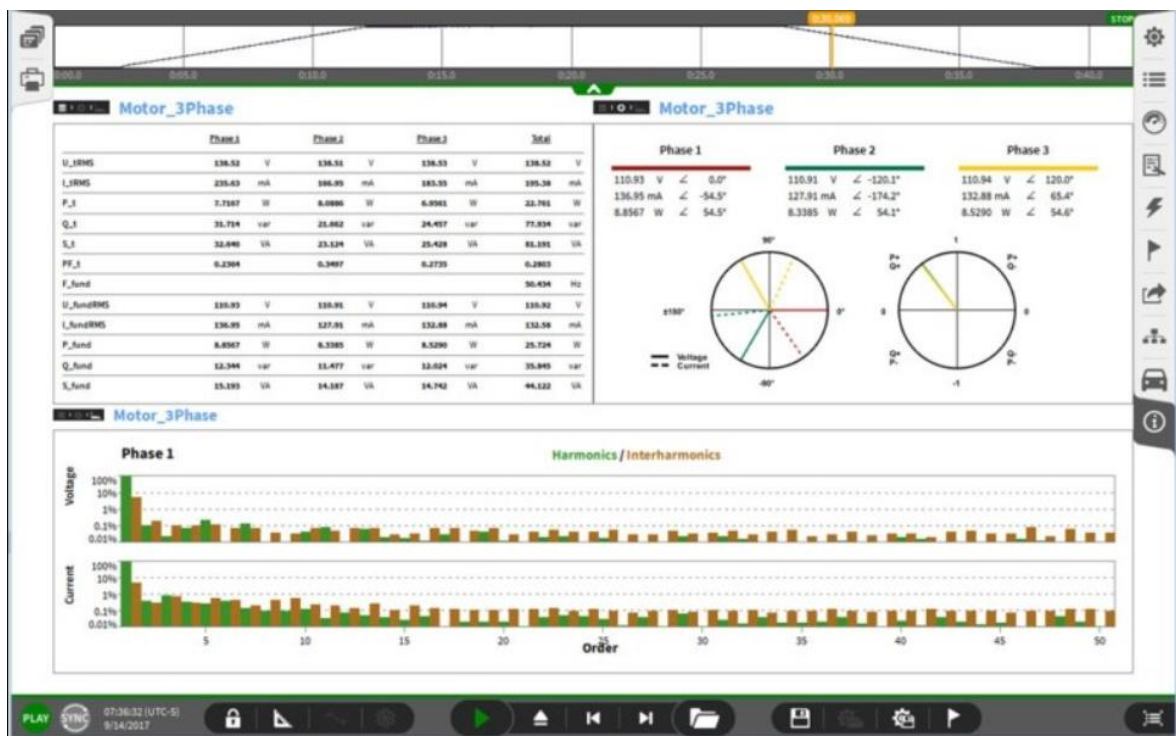 0:30.000
STOP
0:00.0 0:05.0 0:10.0 0:15.0 0:20.0 0:25.0 0:30.0 0:35.0 0:40.0
Motor_3Phase
Phase 1 Phase 2 Phase 3 Total
U_tRMS 138.52 V 138.51 V 138.53 V 138.52 V
I_tRMS 235.63 mA 166.95 mA 183.55 mA 195.38 mA
P_t 7.7167 W 8.0886 W 6.9561 W 22.761 W
Q_t 31.714 var 21.662 var 24.457 var 77.934 var
S_t 32.640 VA 23.124 VA 25.428 VA 81.191 VA
PF_t 0.2364 0.3497 0.2735 0.2803
F_fund 50.434 Hz
U_fundRMS 110.93 V 110.91 V 110.94 V 110.92 V
I_fundRMS 136.95 mA 127.91 mA 132.88 mA 132.58 mA
P_fund 8.8567 W 8.3385 W 8.5290 W 25.724 W
Q_fund 12.344 var 11.477 var 12.024 var 35.845 var
S_fund 15.193 VA 14.187 VA 14.742 VA 44.122 VA
Motor_3Phase
Phase 1 Phase 2 Phase 3
110.93 V ∠ 0.0° 110.91 V ∠ -120.1° 110.94 V ∠ 120.0°
136.95 mA ∠ -54.5° 127.91 mA ∠ -174.2° 132.88 mA ∠ 65.4°
8.8567 W ∠ 54.5° 8.3385 W ∠ 54.1° 8.5290 W ∠ 54.6°
90° 1
P+ P+
Q+ Q-
±180° 0° 0 0
Voltage
Current
Q+ P-
P- Q-
-90° -1
Motor_3Phase
Phase 1 Harmonics / Interharmonics
Voltage
100%
10%
1%
0.1%
0.01%
Current
100%
10%
1%
0.1%
0.01%
5 10 15 20 25 30 35 40 45 50
Order
PLAY SYNC 07:36:32 (UTC-5)
9/14/2017